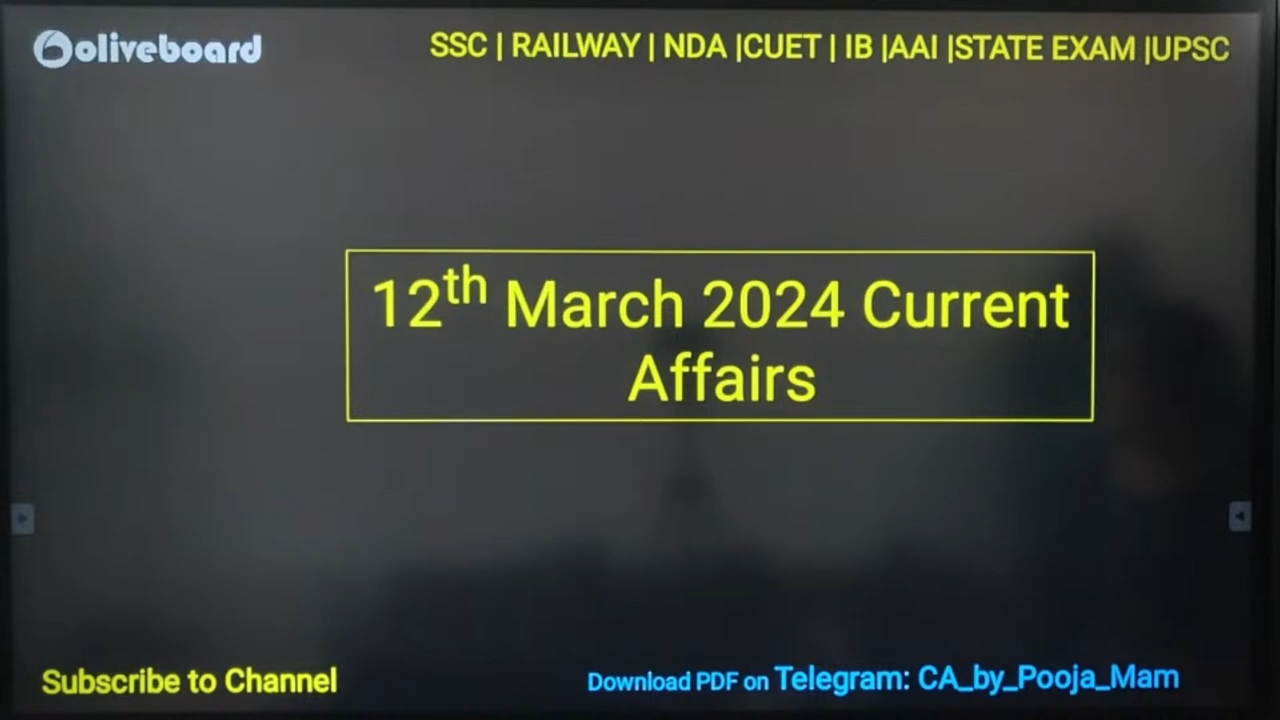 oliveboard
SSC | RAILWAY | NDA |CUET | IB |AAI |STATE EXAM |UPSC
12th March 2024 Current
Affairs
Subscribe to Channel
Download PDF on Telegram: CA_by_Pooja_Mam